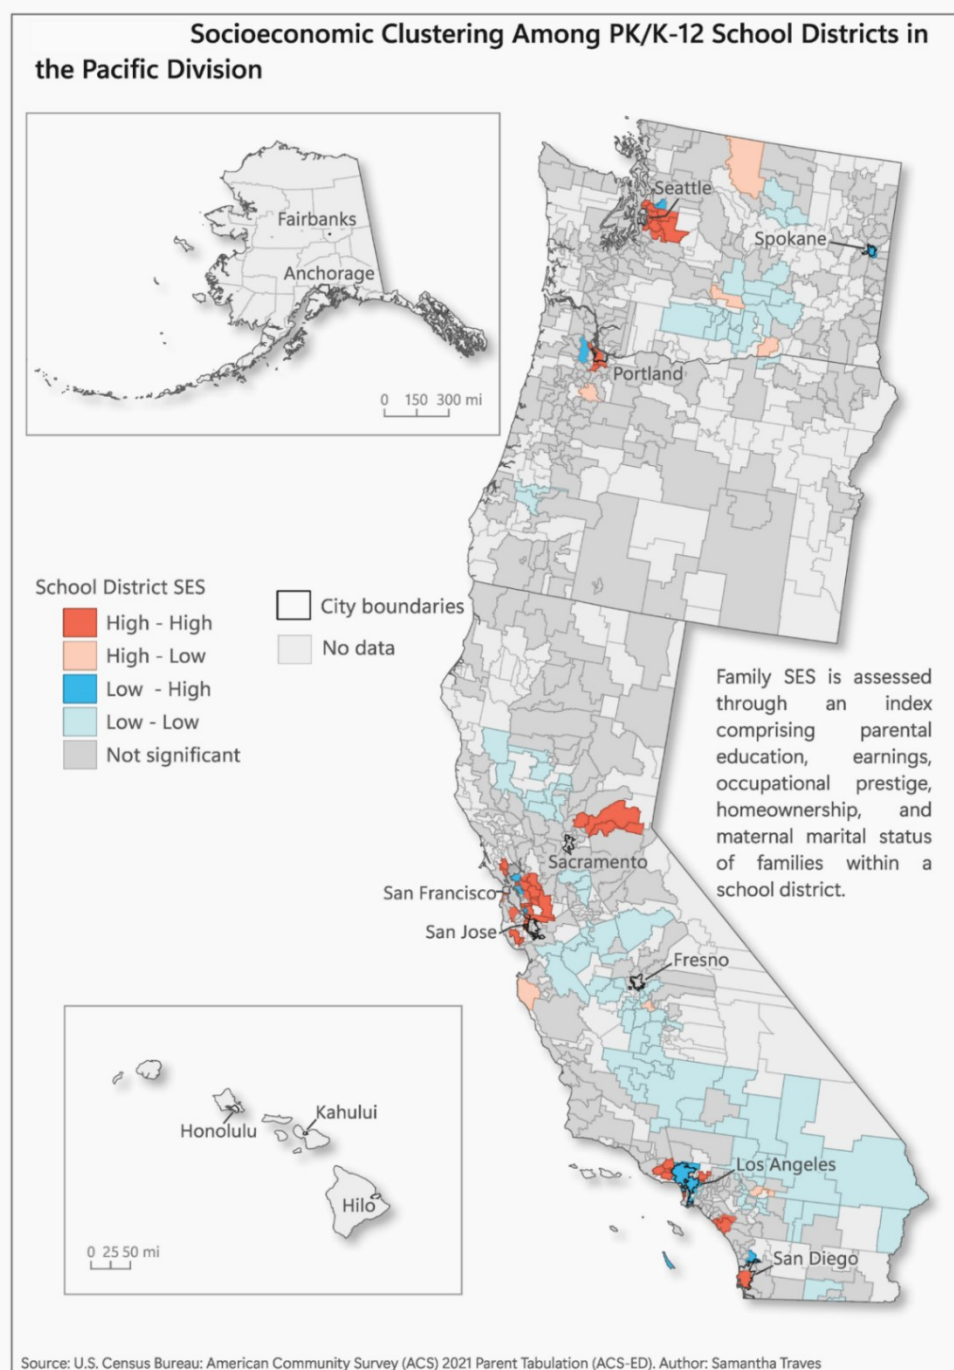 Socioeconomic Clustering Among PK/K-12 School Districts in
the Pacific Division
Fairbanks
Anchorage
0 150 300 mi
Seattle
Spokane
Portland
School District SES
High - High
High - Low
Low - High
Low - Low
Not significant
City boundaries
No data
Family SES is assessed
through an index
comprising parental
education, earnings,
occupational prestige,
homeownership, and
maternal marital status
of families within a
school district.
Sacramento
San Francisco
San Jose
Fresno
Los Angeles
San Diego
Honolulu
Kahului
Hilo
0 25 50 mi
Source: U.S. Census Bureau: American Community Survey (ACS) 2021 Parent Tabulation (ACS-ED). Author: Samantha Traves